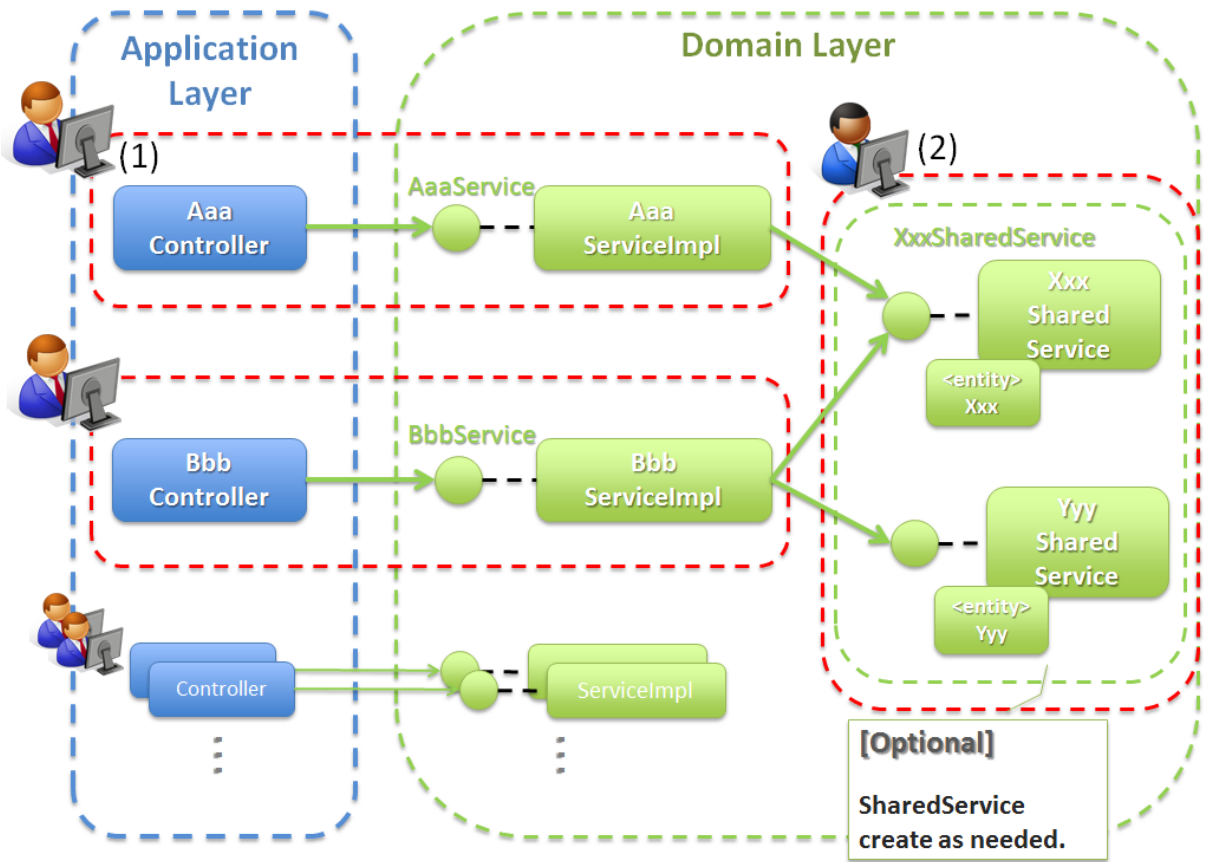 Application
Layer
Domain Layer
(1)
(2)
AaaService
Aaa
Controller
Aaa
ServiceImpl
XxxSharedService
Xxx
Shared
Service
<entity>
Xxx
BbbService
Bbb
Controller
Bbb
ServiceImpl
Yyy
Shared
Service
<entity>
Yyy
Controller
ServiceImpl
[Optional]
SharedService
create as needed.